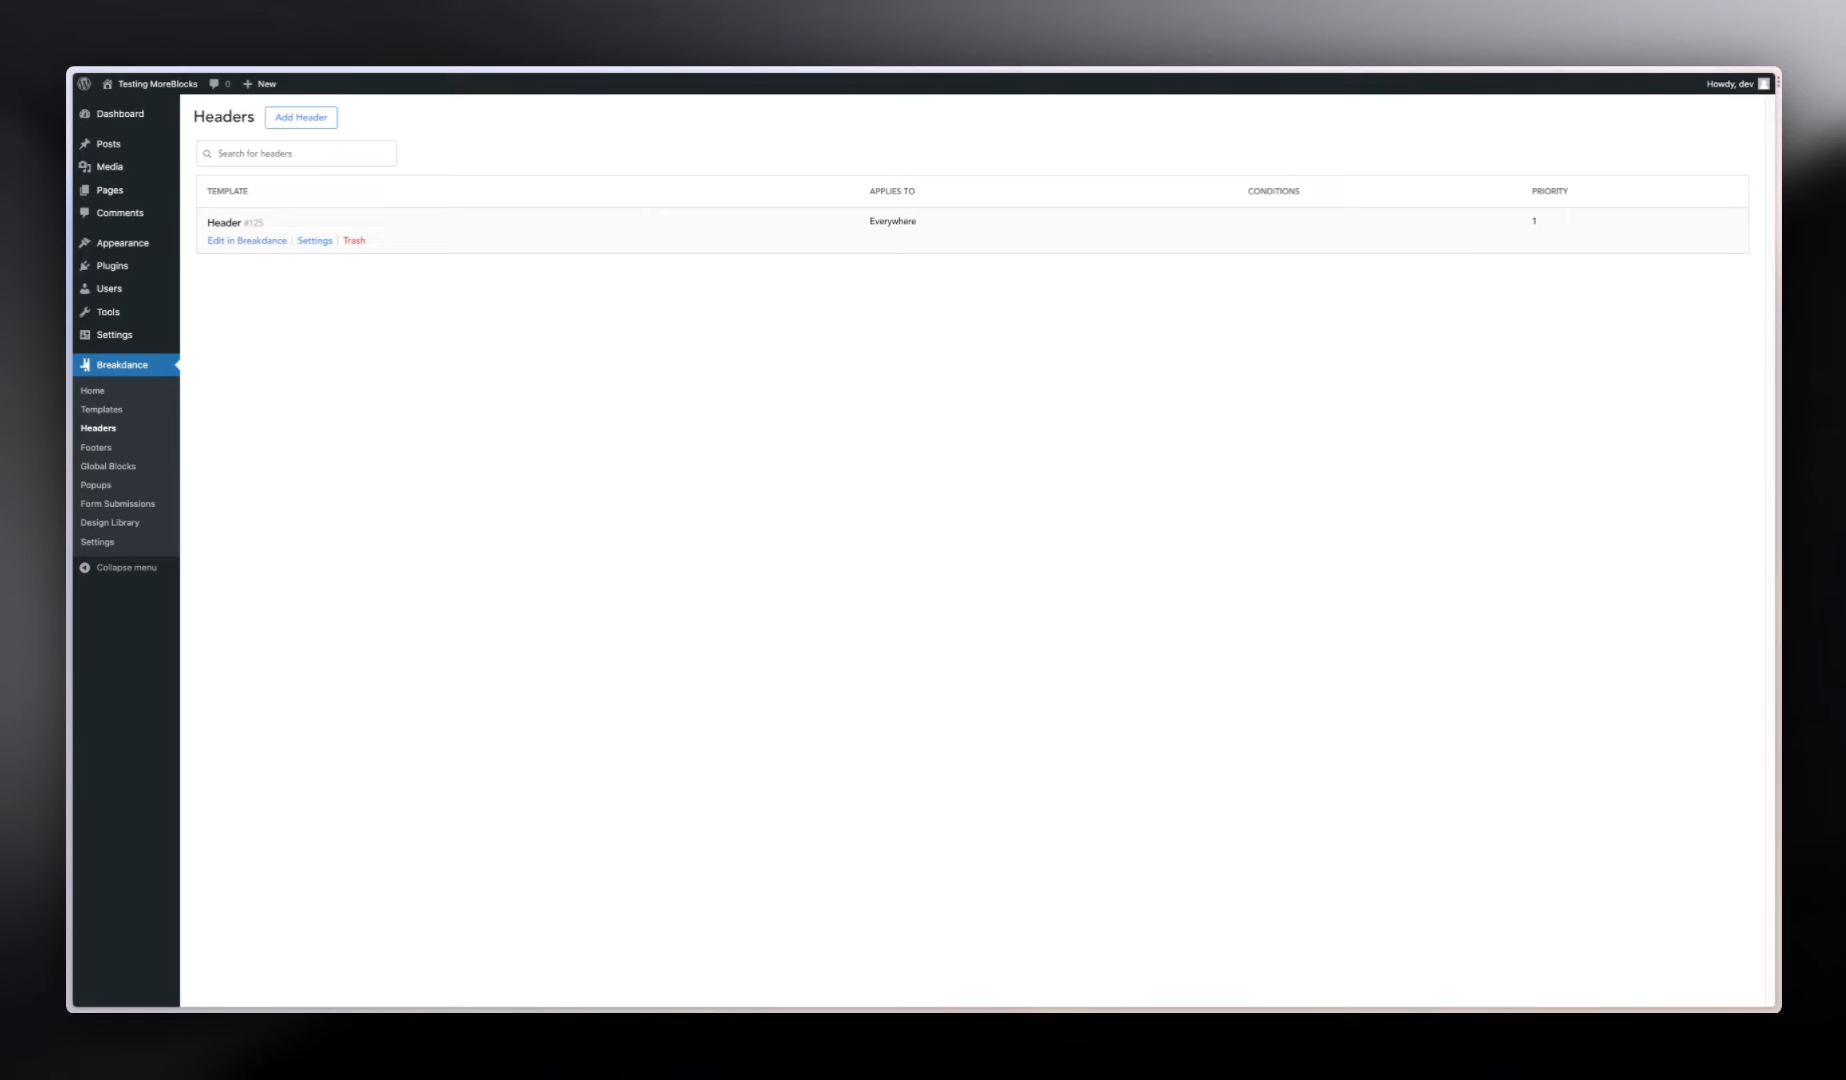 Testing MoreBlocks 0 New Howdy, dev
Dashboard
Posts
Media
Pages
Comments
Appearance
Plugins
Users
Tools
Settings
Breakdance
Home
Templates
Headers
Footers
Global Blocks
Popups
Form Submissions
Design Library
Settings
Collapse menu
Headers Add Header
Search for headers
TEMPLATE APPLIES TO CONDITIONS PRIORITY
Header #125 Everywhere 1
Edit in Breakdance | Settings | Trash